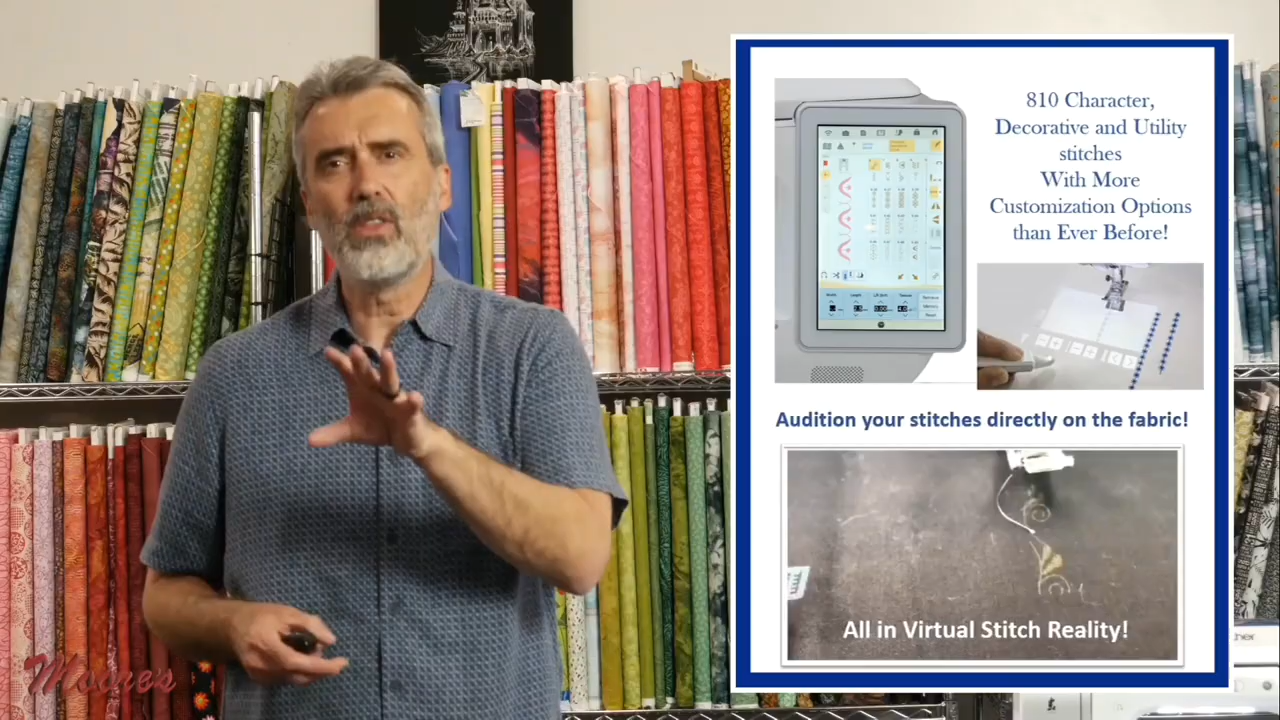 810 Character,
Decorative and Utility
stitches
With More
Customization Options
than Ever Before!
Audition your stitches directly on the fabric!
All in Virtual Stitch Reality!
Moore's